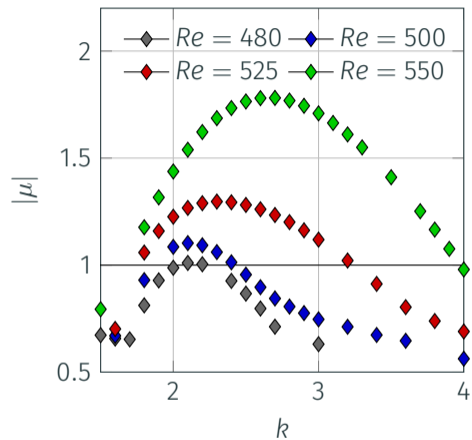 Re = 480
Re = 500
Re = 525
Re = 550
2
1.5
|μ|
1
0.5
2
3
4
k